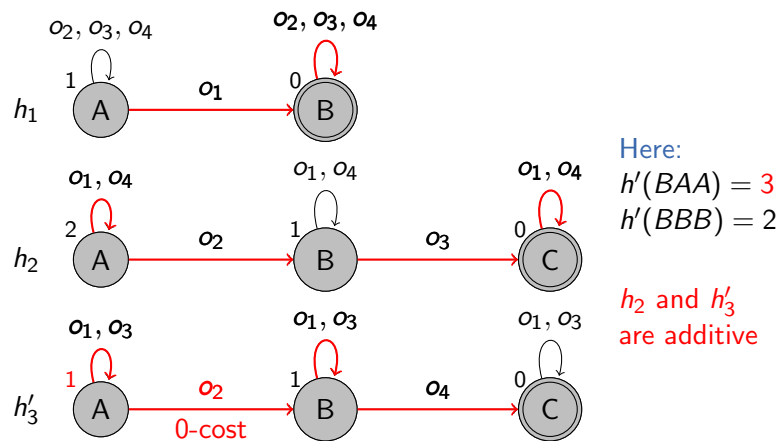 o₂, o₃, o₄
o₂, o₃, o₄
1
0
h₁
A
o₁
B
o₁, o₄
o₁, o₄
o₁, o₄
2
1
0
h₂
A
o₂
B
o₃
C
o₁, o₃
o₁, o₃
o₁, o₃
1
1
0
h′₃
A
o₂
0-cost
B
o₄
C
Here:
h′(BAA) = 3
h′(BBB) = 2
h₂ and h′₃
are additive